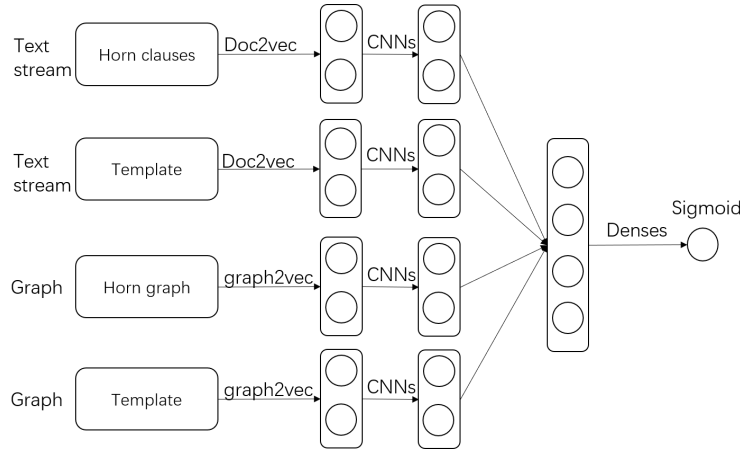 Text
stream
Horn clauses
Doc2vec
CNNs
Text
stream
Template
Doc2vec
CNNs
Sigmoid
Denses
Graph
Horn graph
graph2vec
CNNs
Graph
Template
graph2vec
CNNs